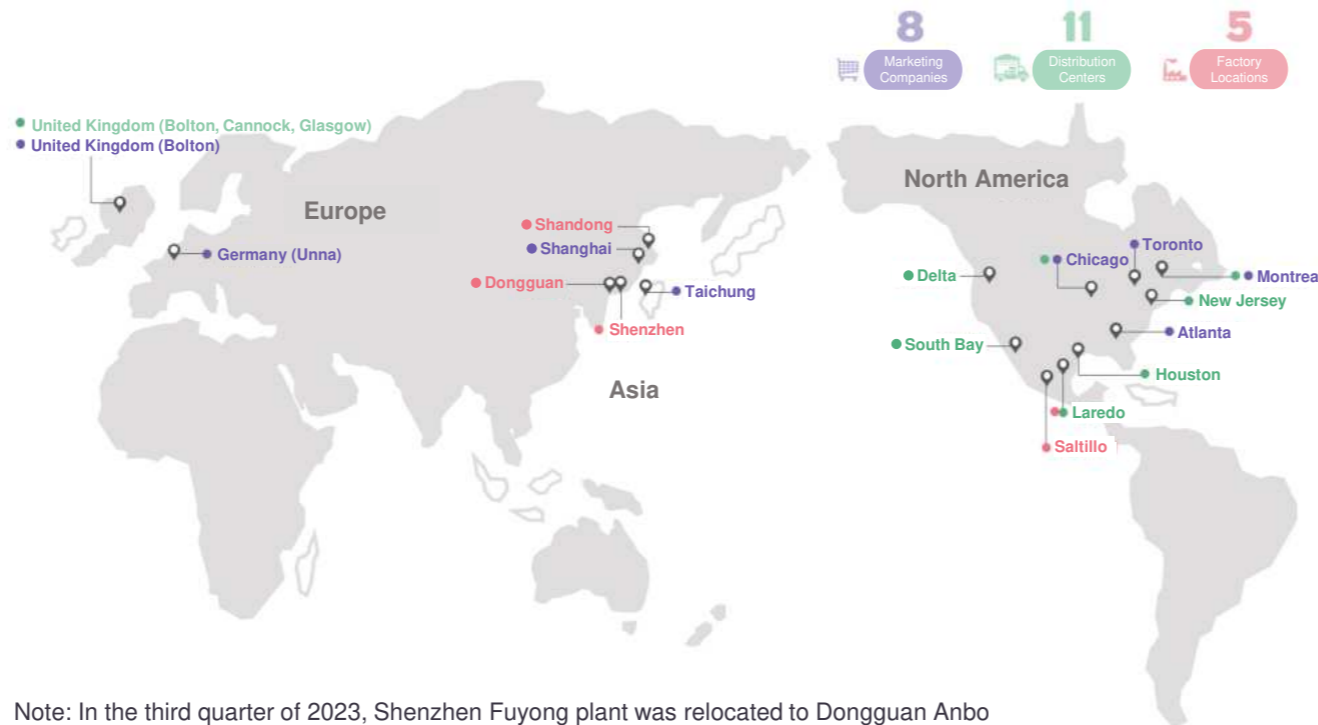 8
Marketing
Companies
11
Distribution
Centers
5
Factory
Locations
United Kingdom (Bolton, Cannock, Glasgow)
United Kingdom (Bolton)
Europe
Germany (Unna)
Shandong
Shanghai
Dongguan
Taichung
Shenzhen
Asia
North America
Toronto
Chicago
Delta
Montrea
New Jersey
Atlanta
South Bay
Houston
Laredo
Saltillo
Note: In the third quarter of 2023, Shenzhen Fuyong plant was relocated to Dongguan Anbo